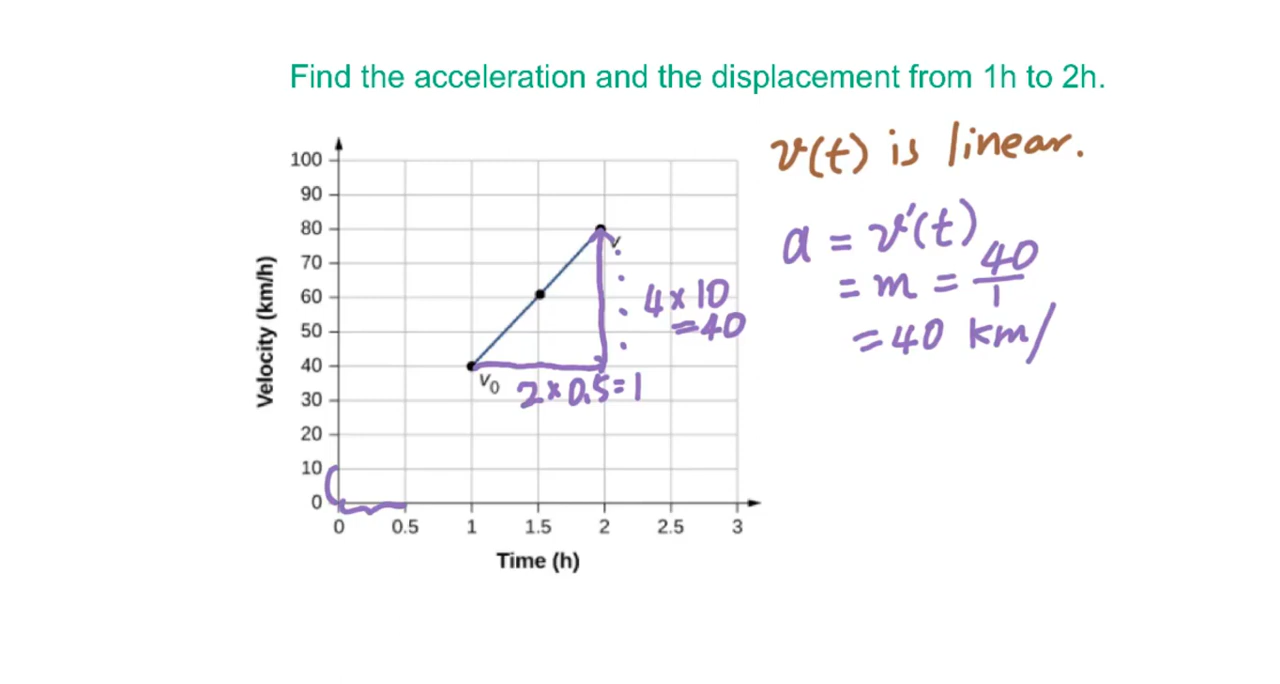 Find the acceleration and the displacement from 1h to 2h.
v(t) is linear.
a = v'(t)
= m = 40/1
= 40 km/
100
90
80
70
60
50
40
30
20
10
0
Velocity (km/h)
v
4 × 10
= 40
v₀
2 × 0.5 = 1
0 0.5 1 1.5 2 2.5 3
Time (h)